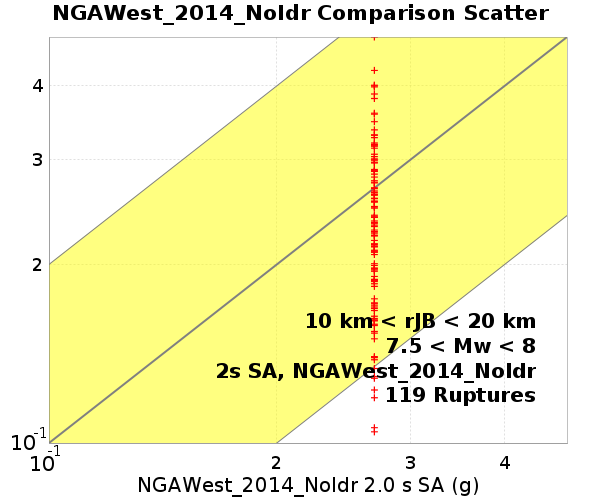 NGAWest_2014_NoIdr Comparison Scatter
4
3
2
10 km < rJB < 20 km
7.5 < Mw < 8
2s SA, NGAWest_2014_NoIdr
119 Ruptures
10-1
10-1 2 3 4
NGAWest_2014_NoIdr 2.0 s SA (g)